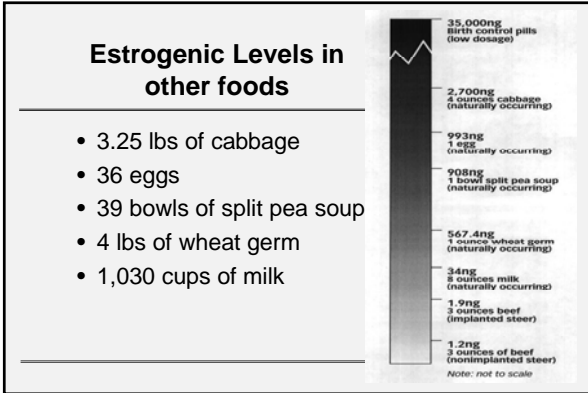 Estrogenic Levels in
other foods
• 3.25 lbs of cabbage
• 36 eggs
• 39 bowls of split pea soup
• 4 lbs of wheat germ
• 1,030 cups of milk
35,000ng
Birth control pills
(low dosage)
2,700ng
4 ounces cabbage
(naturally occurring)
993ng
1 egg
(naturally occurring)
908ng
1 bowl split pea soup
(naturally occurring)
567.4ng
1 ounce wheat germ
(naturally occurring)
34ng
8 ounces milk
(naturally occurring)
1.9ng
3 ounces beef
(implanted steer)
1.2ng
3 ounces of beef
(nonimplanted steer)
Note: not to scale